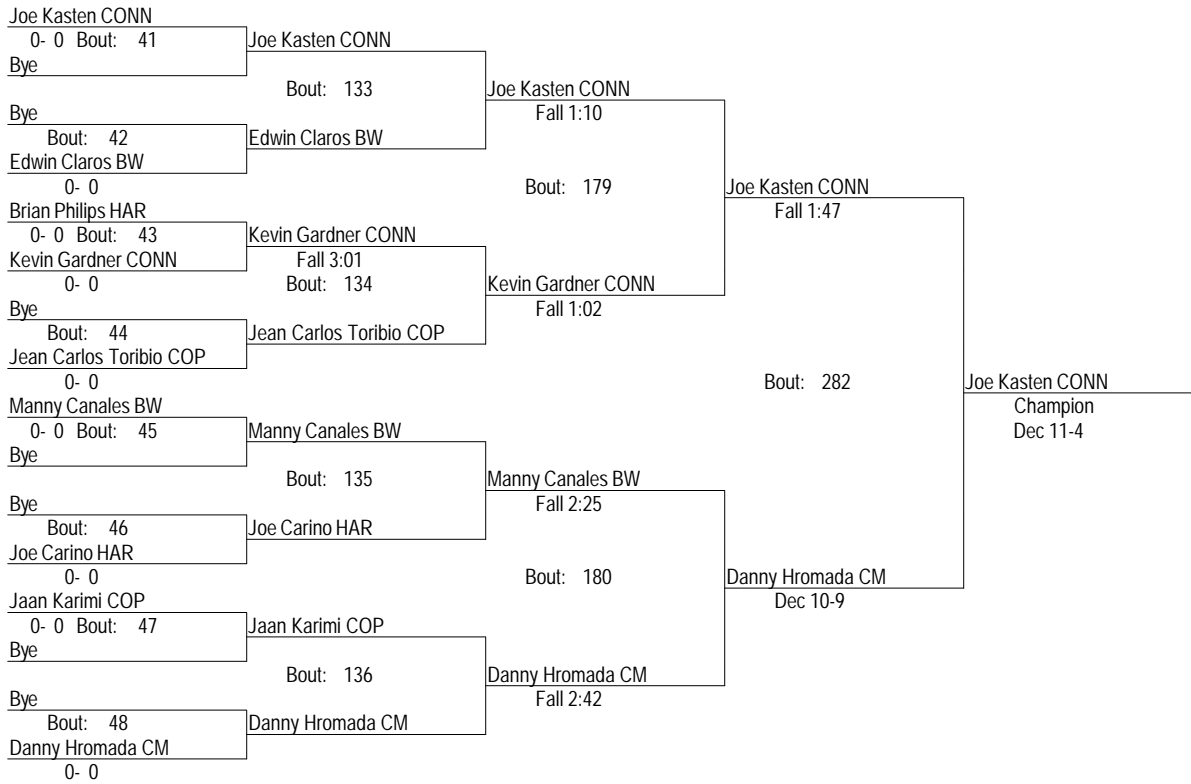 Joe Kasten CONN
0- 0 Bout: 41
Joe Kasten CONN
Bye
Bout: 133
Joe Kasten CONN
Bye
Fall 1:10
Bout: 42
Edwin Claros BW
Edwin Claros BW
0- 0
Bout: 179
Joe Kasten CONN
Brian Philips HAR
Fall 1:47
0- 0 Bout: 43
Kevin Gardner CONN
Kevin Gardner CONN
Fall 3:01
0- 0
Bout: 134
Kevin Gardner CONN
Bye
Fall 1:02
Bout: 44
Jean Carlos Toribio COP
Jean Carlos Toribio COP
0- 0
Bout: 282
Joe Kasten CONN
Manny Canales BW
Champion
0- 0 Bout: 45
Manny Canales BW
Dec 11-4
Bye
Bout: 135
Manny Canales BW
Bye
Fall 2:25
Bout: 46
Joe Carino HAR
Joe Carino HAR
0- 0
Bout: 180
Danny Hromada CM
Jaan Karimi COP
Dec 10-9
0- 0 Bout: 47
Jaan Karimi COP
Bye
Bout: 136
Danny Hromada CM
Bye
Fall 2:42
Bout: 48
Danny Hromada CM
Danny Hromada CM
0- 0